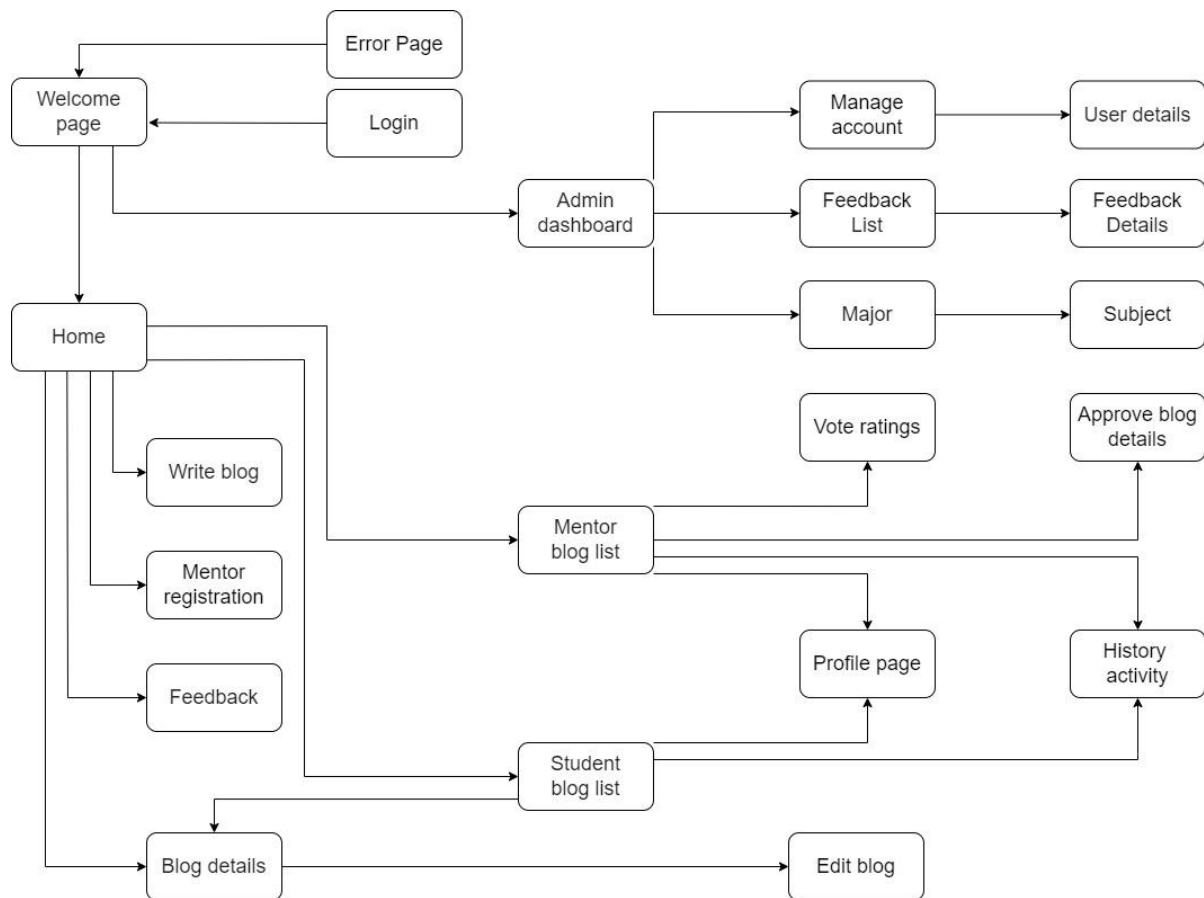 Error Page
Welcome
page
Login
Manage
account
User details
Admin
dashboard
Feedback
List
Feedback
Details
Home
Major
Subject
Vote ratings
Approve blog
details
Write blog
Mentor
blog list
Mentor
registration
Profile page
History
activity
Feedback
Student
blog list
Blog details
Edit blog